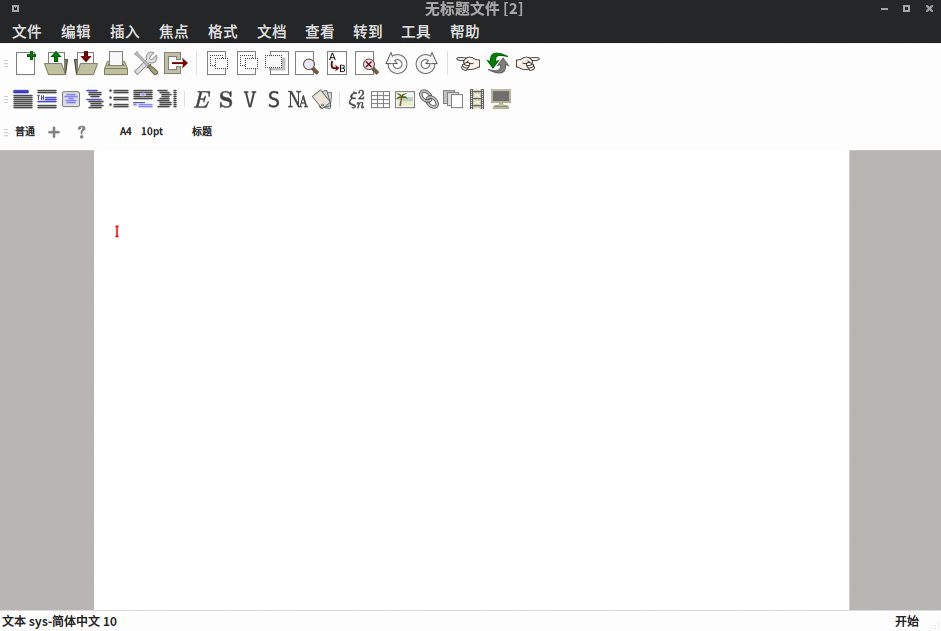 无标题文件 [2]
文件 编辑 插入 焦点 格式 文档 查看 转到 工具 帮助
普通 + ? A4 10pt 标题
文本 sys-简体中文 10 开始